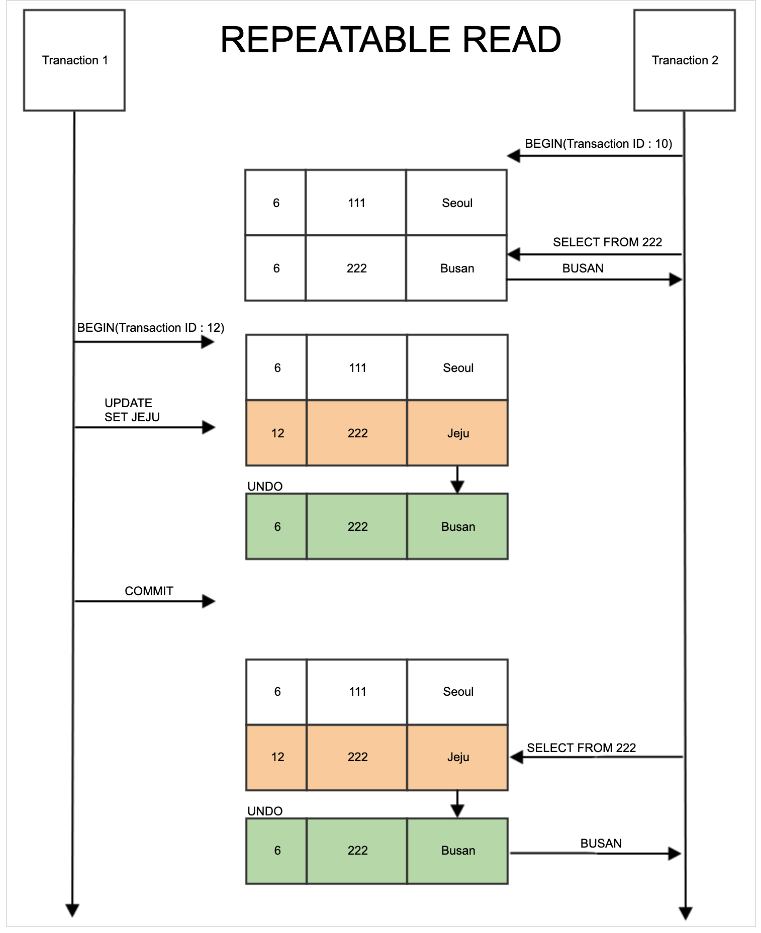 REPEATABLE READ
Tranaction 1
Tranaction 2
BEGIN(Transaction ID : 10)
6 111 Seoul
SELECT FROM 222
6 222 Busan
BUSAN
BEGIN(Transaction ID : 12)
6 111 Seoul
UPDATE
SET JEJU
12 222 Jeju
UNDO
6 222 Busan
COMMIT
6 111 Seoul
12 222 Jeju
SELECT FROM 222
UNDO
6 222 Busan
BUSAN